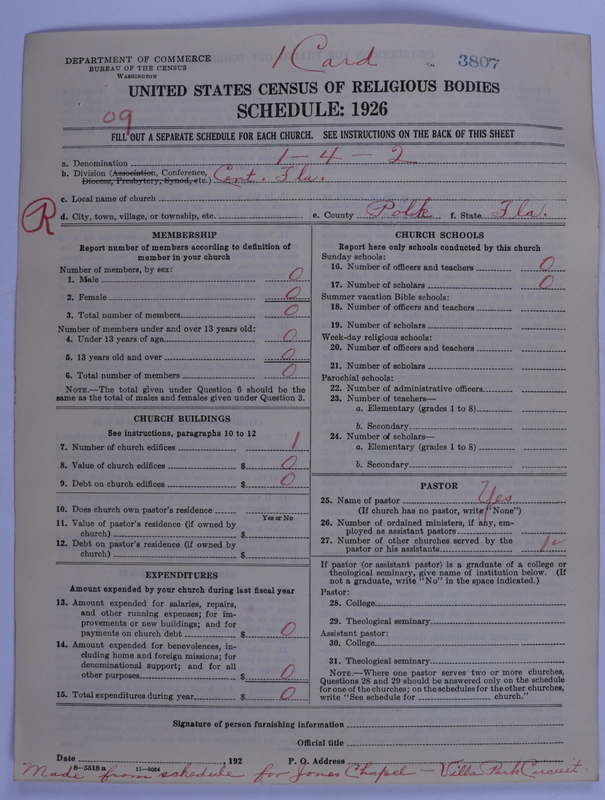 1 Card
3807
DEPARTMENT OF COMMERCE
BUREAU OF THE CENSUS
WASHINGTON
UNITED STATES CENSUS OF RELIGIOUS BODIES
SCHEDULE: 1926
09
FILL OUT A SEPARATE SCHEDULE FOR EACH CHURCH. SEE INSTRUCTIONS ON THE BACK OF THIS SHEET
a. Denomination 1-4-2
b. Division (Association, Conference, Diocese, Presbytery, Synod, etc.) Cent. Fla.
c. Local name of church
R
d. City, town, village, or township, etc. e. County Polk f. State Fla.
MEMBERSHIP
Report number of members according to definition of
member in your church
Number of members, by sex:
1. Male 0
2. Female 0
3. Total number of members 0
Number of members under and over 13 years old:
4. Under 13 years of age 0
5. 13 years old and over 0
6. Total number of members 0
NOTE.—The total given under Question 6 should be the
same as the total of males and females given under Question 3.
CHURCH BUILDINGS
See instructions, paragraphs 10 to 12
7. Number of church edifices 1
8. Value of church edifices $ 0
9. Debt on church edifices $ 0
10. Does church own pastor's residence
Yes or No
11. Value of pastor's residence (if owned by
church) $
12. Debt on pastor's residence (if owned by
church) $
EXPENDITURES
Amount expended by your church during last fiscal year
13. Amount expended for salaries, repairs,
and other running expenses; for im-
provements or new buildings; and for
payments on church debt $ 0
14. Amount expended for benevolences, in-
cluding home and foreign missions; for
denominational support; and for all
other purposes $ 0
15. Total expenditures during year $ 0
CHURCH SCHOOLS
Report here only schools conducted by this church
Sunday schools:
16. Number of officers and teachers 0
17. Number of scholars 0
Summer vacation Bible schools:
18. Number of officers and teachers
19. Number of scholars
Week-day religious schools:
20. Number of officers and teachers
21. Number of scholars
Parochial schools:
22. Number of administrative officers
23. Number of teachers—
a. Elementary (grades 1 to 8)
b. Secondary
24. Number of scholars—
a. Elementary (grades 1 to 8)
b. Secondary
PASTOR
25. Name of pastor Yes
(If church has no pastor, write "None")
26. Number of ordained ministers, if any, em-
ployed as assistant pastors
27. Number of other churches served by the
pastor or his assistants
If pastor (or assistant pastor) is a graduate of a college or
theological seminary, give name of institution below. (If
not a graduate, write "No" in the space indicated.)
Pastor:
28. College
29. Theological seminary
Assistant pastor:
30. College
31. Theological seminary
NOTE.—Where one pastor serves two or more churches,
Questions 28 and 29 should be answered only on the schedule
for one of the churches; on the schedules for the other churches,
write "See schedule for church."
Signature of person furnishing information
Official title
Date , 192 P. O. Address
8—5518 a 11—9084
Made from schedule for Jones Chapel - Villa Park Circuit.